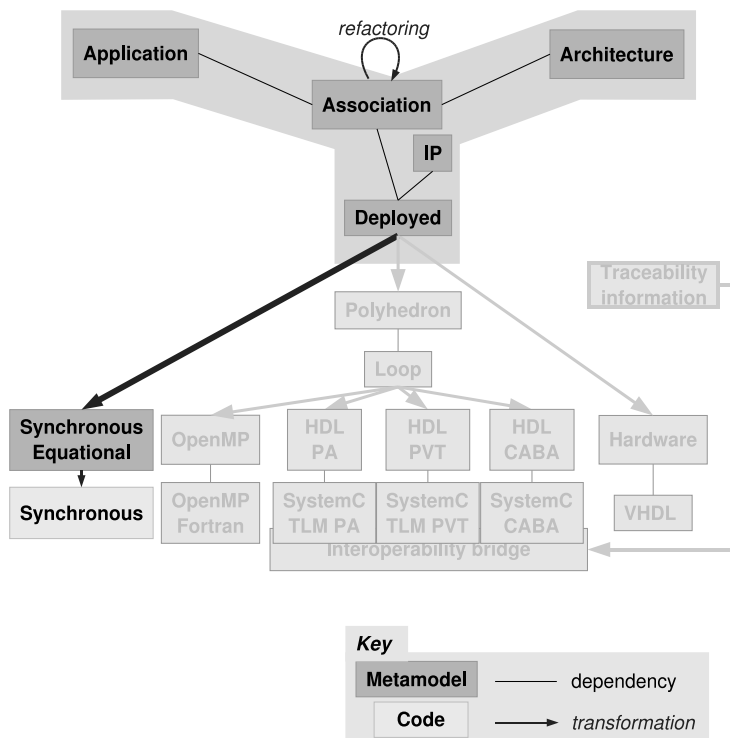 refactoring
Application
Architecture
Association
IP
Deployed
Traceability
information
Polyhedron
Loop
Synchronous
Equational
OpenMP
HDL
PA
HDL
PVT
HDL
CABA
Hardware
Synchronous
OpenMP
Fortran
SystemC
TLM PA
SystemC
TLM PVT
SystemC
CABA
VHDL
Interoperability bridge
Key
Metamodel
dependency
Code
transformation